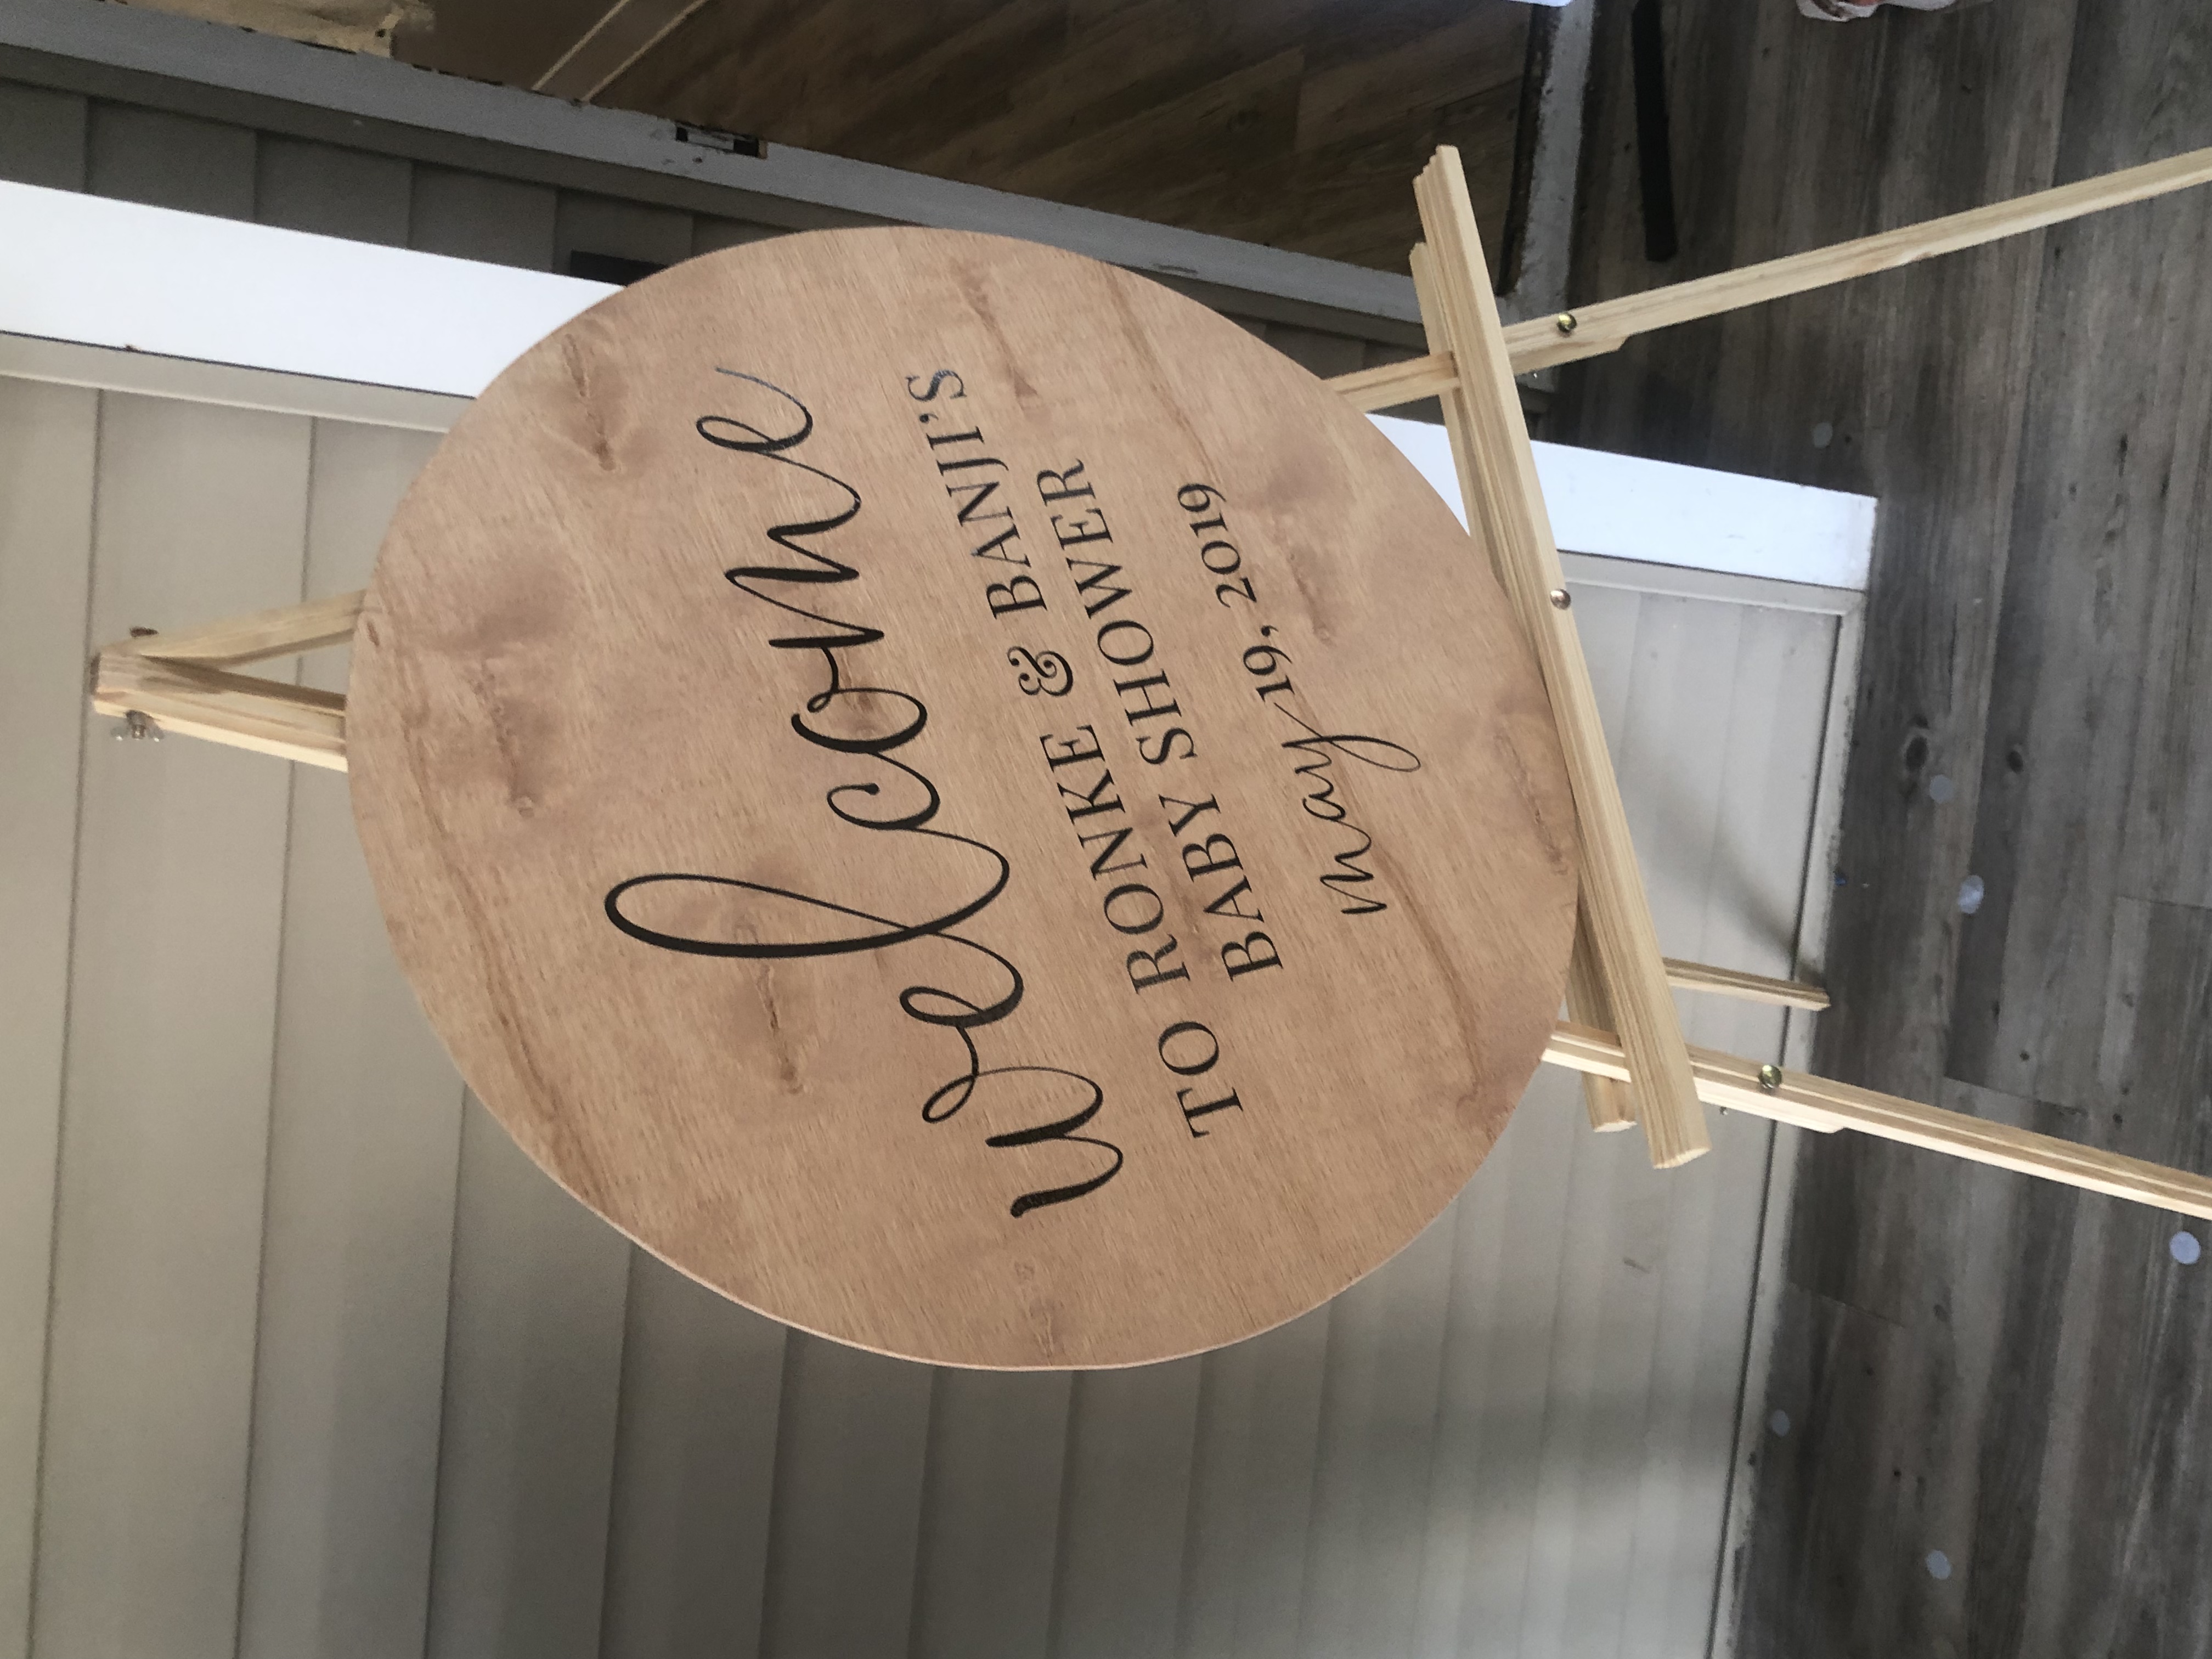 welcome
TO RONKE & BANJI'S
BABY SHOWER
may 19, 2019